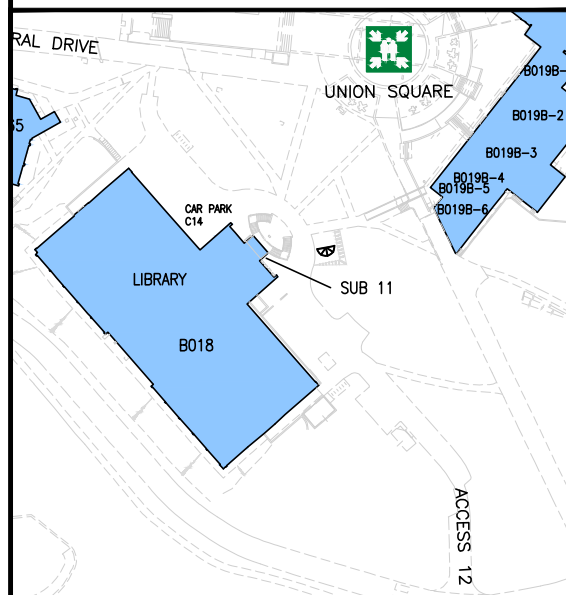 RAL DRIVE
UNION SQUARE
B019B-
B019B-2
B019B-3
B019B-4
B019B-5
B019B-6
CAR PARK
C14
LIBRARY
SUB 11
B018
ACCESS 12